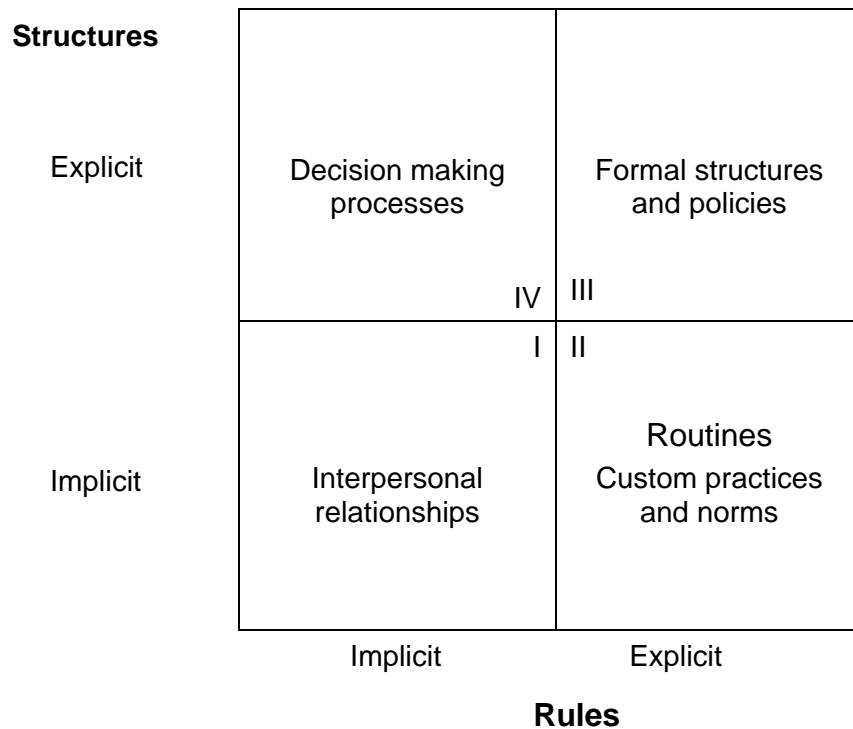 Structures
Explicit
Decision making
processes
IV
Formal structures
and policies
III
Implicit
I
Interpersonal
relationships
II
Routines
Custom practices
and norms
Implicit
Explicit
Rules